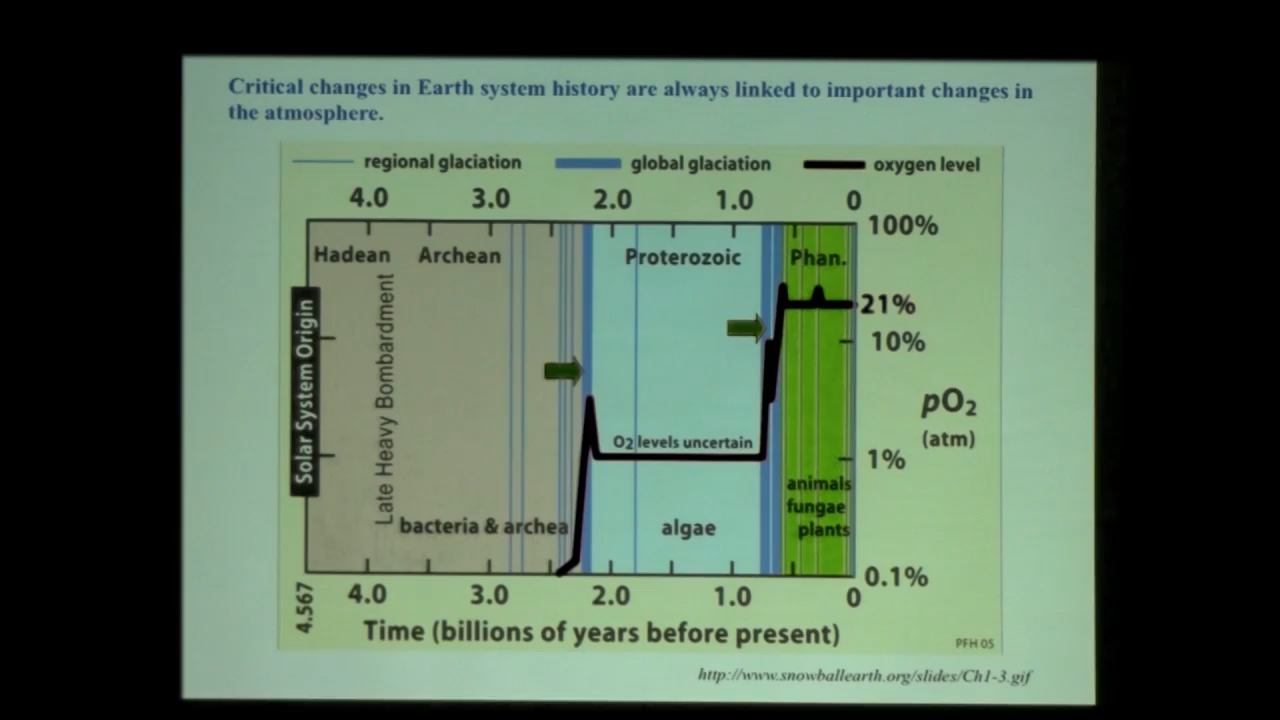 Critical changes in Earth system history are always linked to important changes in
the atmosphere.
regional glaciation global glaciation oxygen level
4.0 3.0 2.0 1.0 0
100%
Hadean Archean Proterozoic Phan.
Solar System Origin
Late Heavy Bombardment
21%
10%
pO2
(atm)
O2 levels uncertain
1%
animals
fungae
plants
bacteria & archea algae
0.1%
4.567 4.0 3.0 2.0 1.0 0
Time (billions of years before present)
PFH 05
http://www.snowballearth.org/slides/Ch1-3.gif